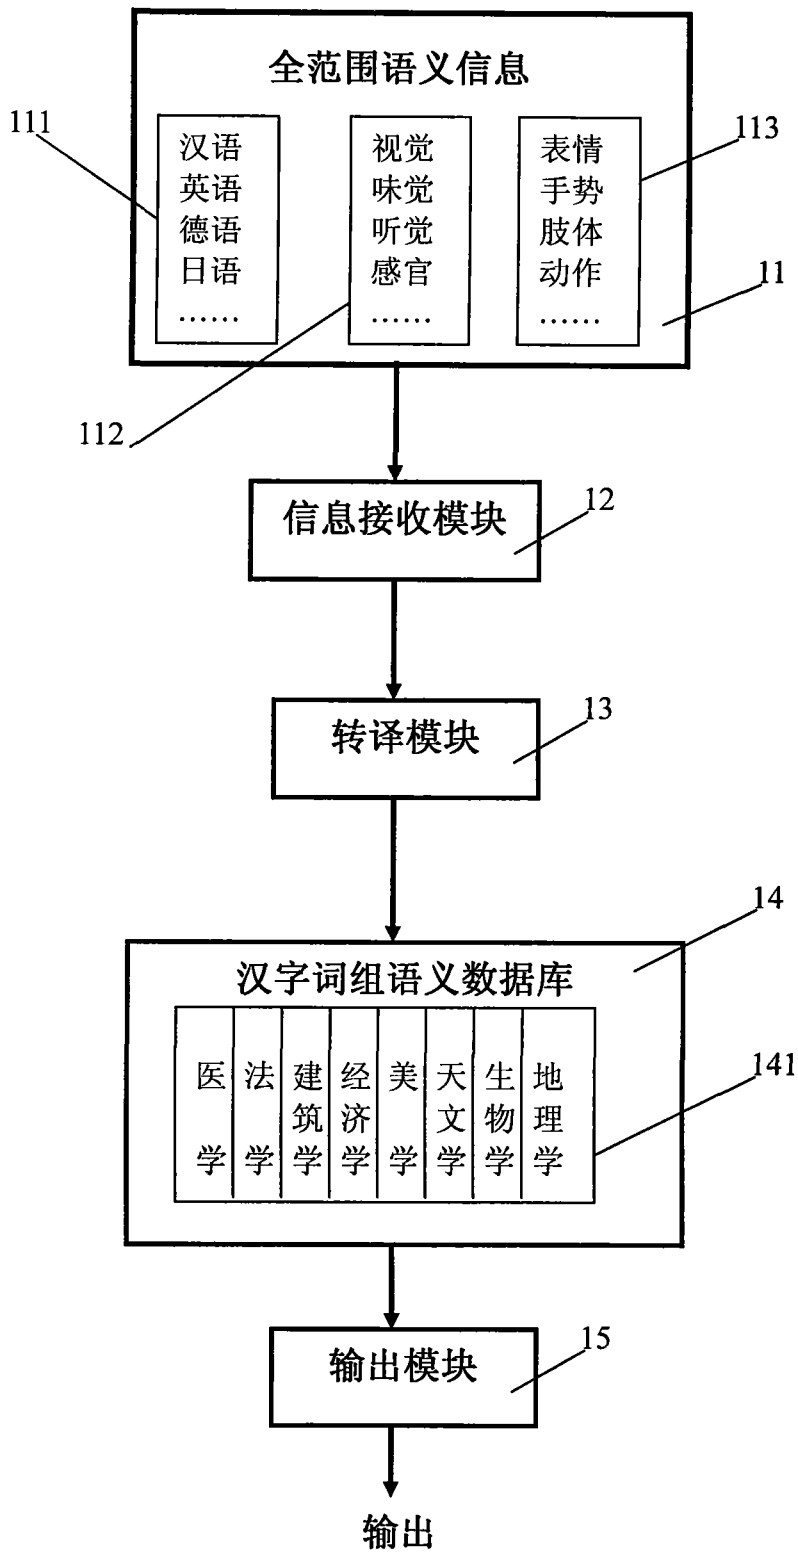 全范围语义信息
111
汉语
英语
德语
日语
……
视觉
味觉
听觉
感官
……
表情
手势
肢体
动作
……
113
11
112
信息接收模块
12
转译模块
13
14
汉字词组语义数据库
医学
法学
建筑学
经济学
美学
天文学
生物学
地理学
141
输出模块
15
输出